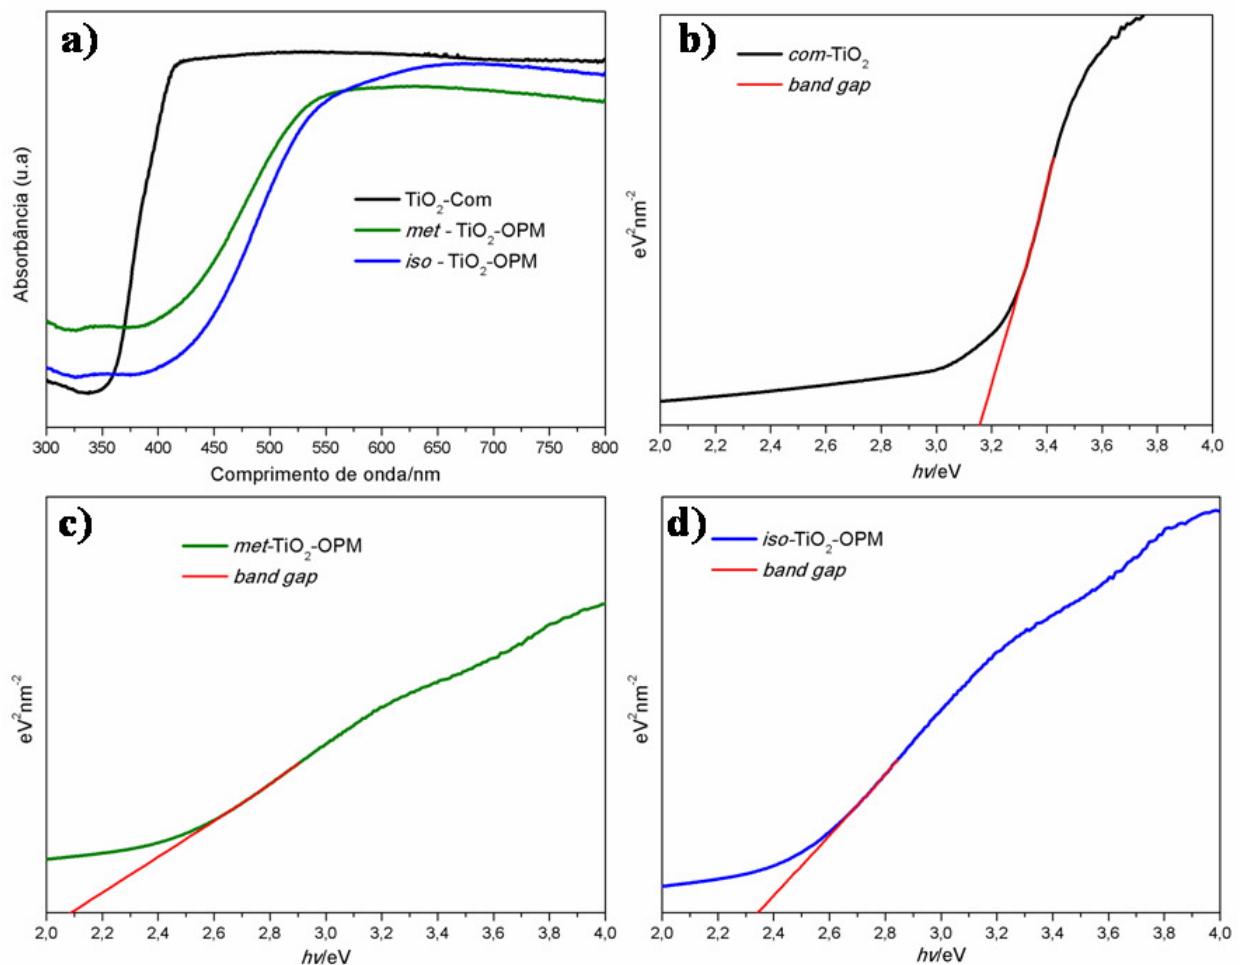 a)
Absorbância (u.a)
TiO2-Com
met - TiO2-OPM
iso - TiO2-OPM
300 350 400 450 500 550 600 650 700 750 800
Comprimento de onda/nm
b)
eV2nm-2
com-TiO2
band gap
2,0 2,2 2,4 2,6 2,8 3,0 3,2 3,4 3,6 3,8 4,0
hν/eV
c)
eV2nm-2
met-TiO2-OPM
band gap
2,0 2,2 2,4 2,6 2,8 3,0 3,2 3,4 3,6 3,8 4,0
hν/eV
d)
eV2nm-2
iso-TiO2-OPM
band gap
2,0 2,2 2,4 2,6 2,8 3,0 3,2 3,4 3,6 3,8 4,0
hν/eV